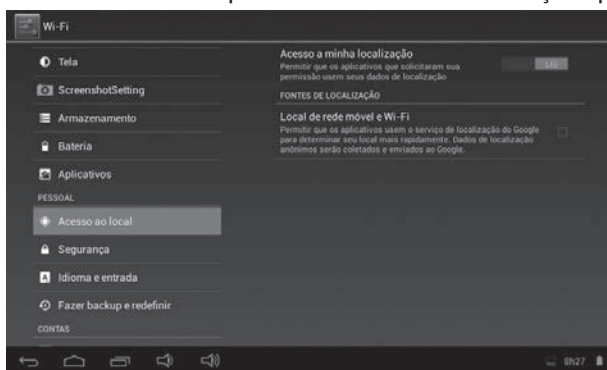 Wi-Fi
Tela
ScreenshotSetting
Armazenamento
Bateria
Aplicativos
PESSOAL
Acesso ao local
Segurança
Idioma e entrada
Fazer backup e redefinir
CONTAS
Acesso a minha localização
Permitir que os aplicativos que solicitaram sua
permissão usem seus dados de localização
FONTES DE LOCALIZAÇÃO
Local de rede móvel e Wi-Fi
Permitir que os aplicativos usem o serviço de localização do Google
para determinar seu local mais rapidamente. Dados de localização
anônimos serão coletados e enviados ao Google.
8h27